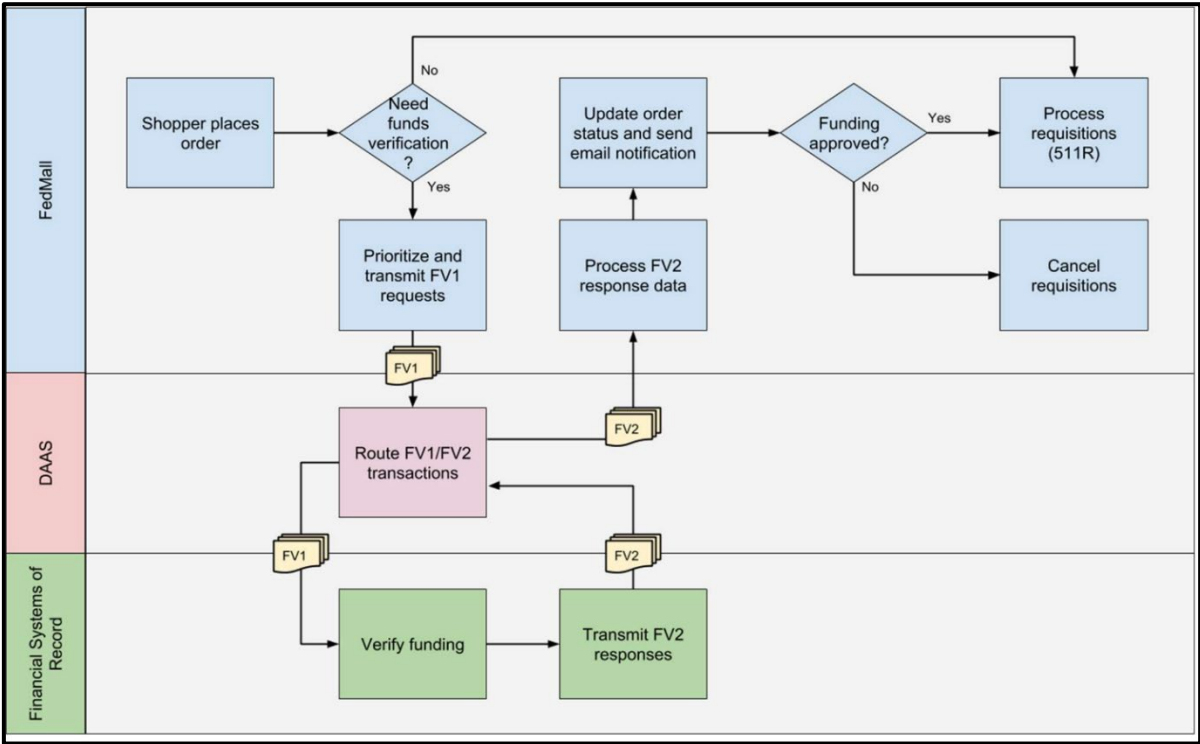 FedMall
Shopper places
order
Need
funds
verification
?
No
Yes
Prioritize and
transmit FV1
requests
FV1
Update order
status and send
email notification
Process FV2
response data
Funding
approved?
Yes
No
Process
requisitions
(511R)
Cancel
requisitions
DAAS
Route FV1/FV2
transactions
FV2
FV1
FV2
Financial Systems of
Record
Verify funding
Transmit FV2
responses